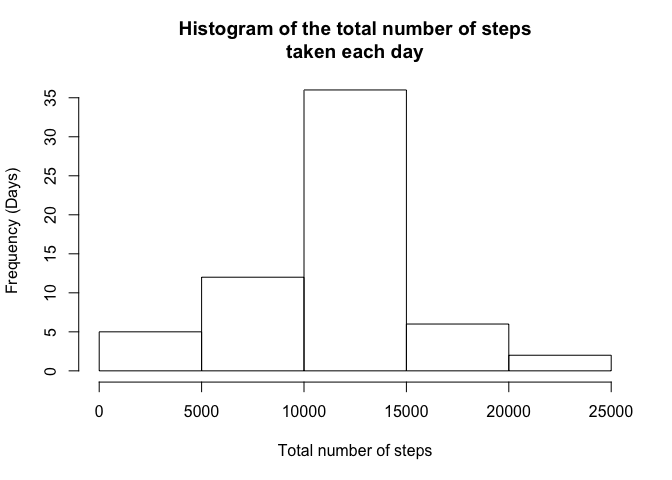 Histogram of the total number of steps
taken each day
Frequency (Days)
35
30
25
20
15
10
5
0
0 5000 10000 15000 20000 25000
Total number of steps